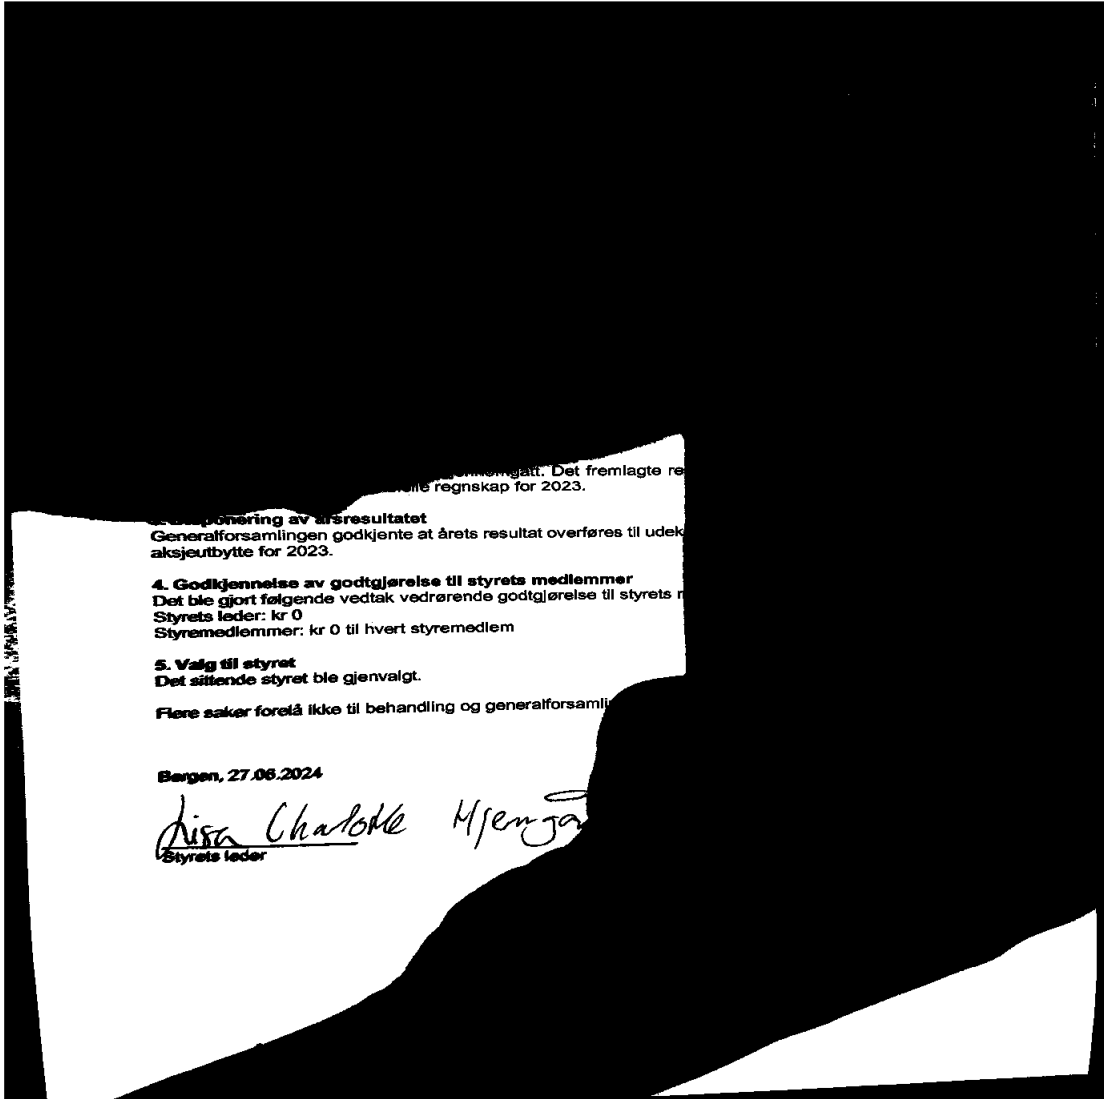 Det fremlagte re
regnskap for 2023.
av årsresultatet
Generalforsamlingen godkjente at årets resultat overføres til udek
aksjeutbytte for 2023.
4. Godkjennelse av godtgjørelse til styrets medlemmer
Det ble gjort følgende vedtak vedrørende godtgjørelse til styrets
Styrets leder: kr 0
Styremedlemmer: kr 0 til hvert styremedlem
5. Valg til styret
Det sittende styret ble gjenvalgt.
Flere saker forelå ikke til behandling og generalforsamli
Bergen, 27.06.2024
Lisa Charlotte
Styrets leder